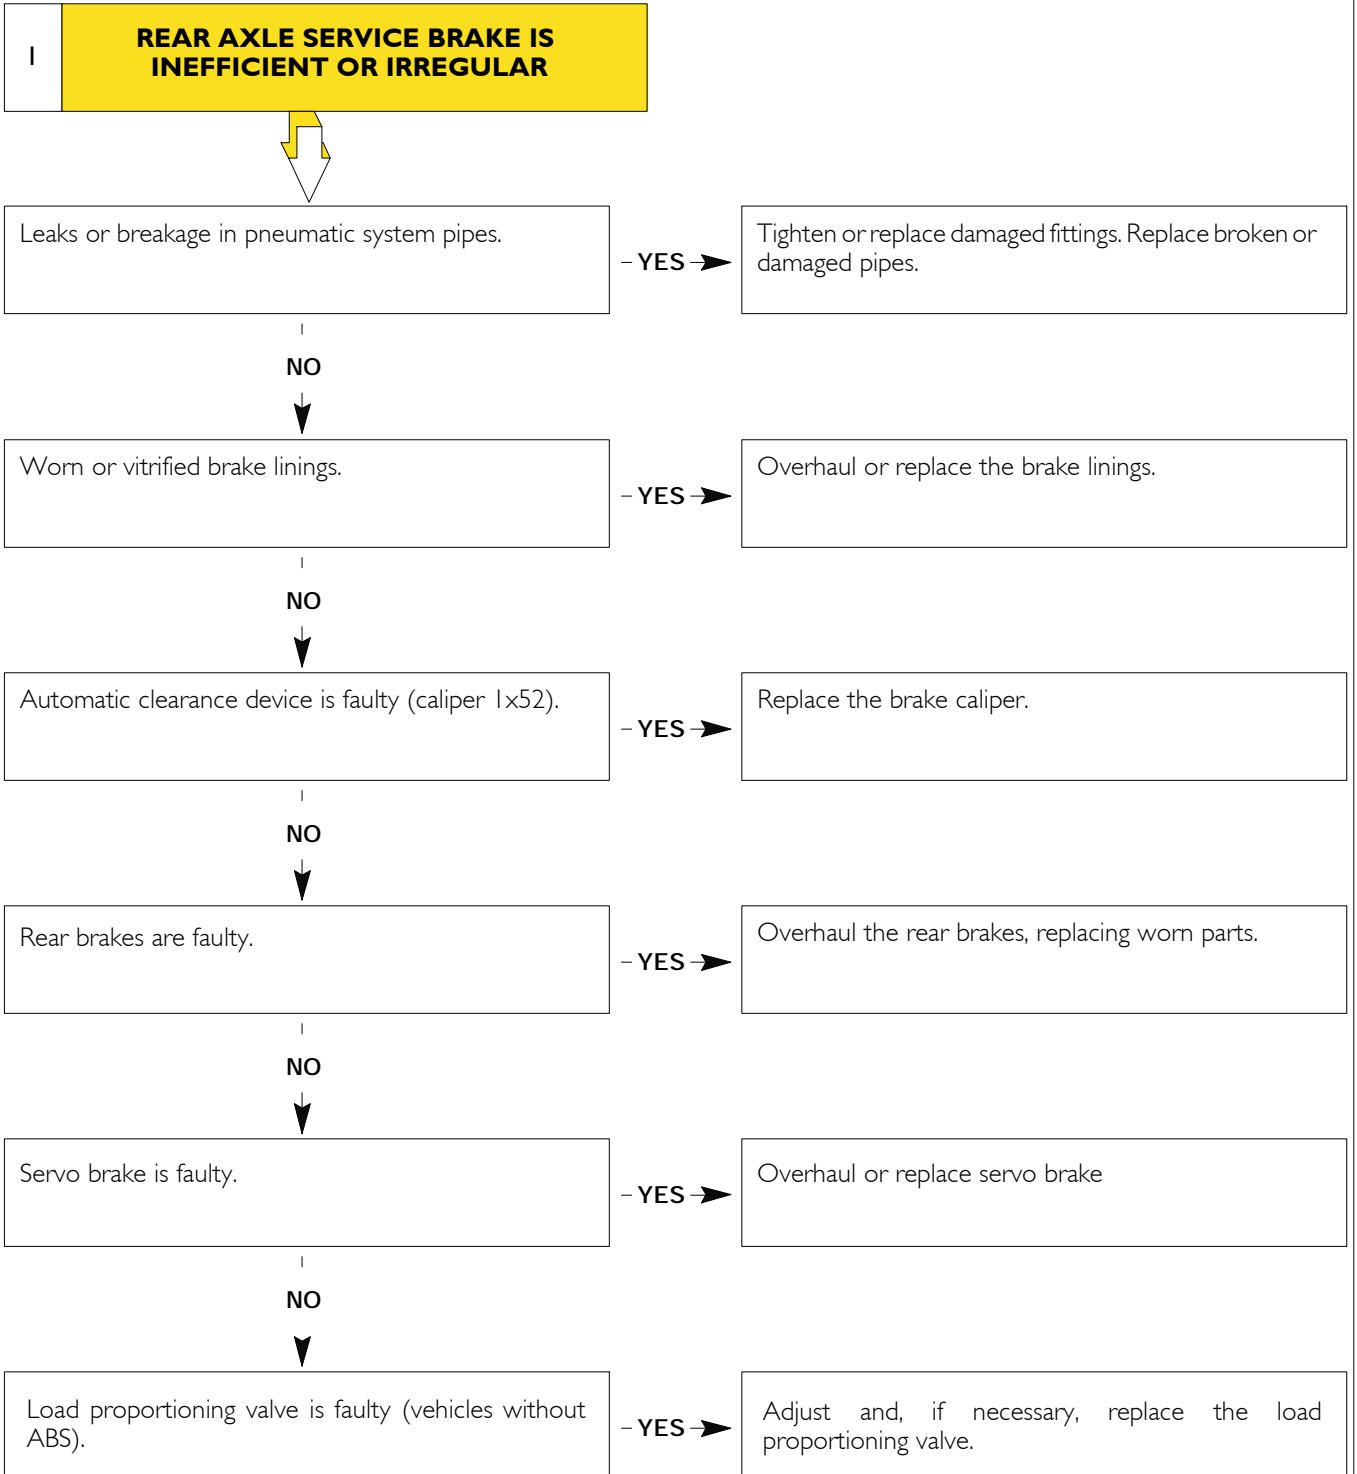 1
REAR AXLE SERVICE BRAKE IS
INEFFICIENT OR IRREGULAR
Leaks or breakage in pneumatic system pipes.
YES
Tighten or replace damaged fittings. Replace broken or
damaged pipes.
NO
Worn or vitrified brake linings.
YES
Overhaul or replace the brake linings.
NO
Automatic clearance device is faulty (caliper 1x52).
YES
Replace the brake caliper.
NO
Rear brakes are faulty.
YES
Overhaul the rear brakes, replacing worn parts.
NO
Servo brake is faulty.
YES
Overhaul or replace servo brake
NO
Load proportioning valve is faulty (vehicles without
ABS).
YES
Adjust and, if necessary, replace the load
proportioning valve.